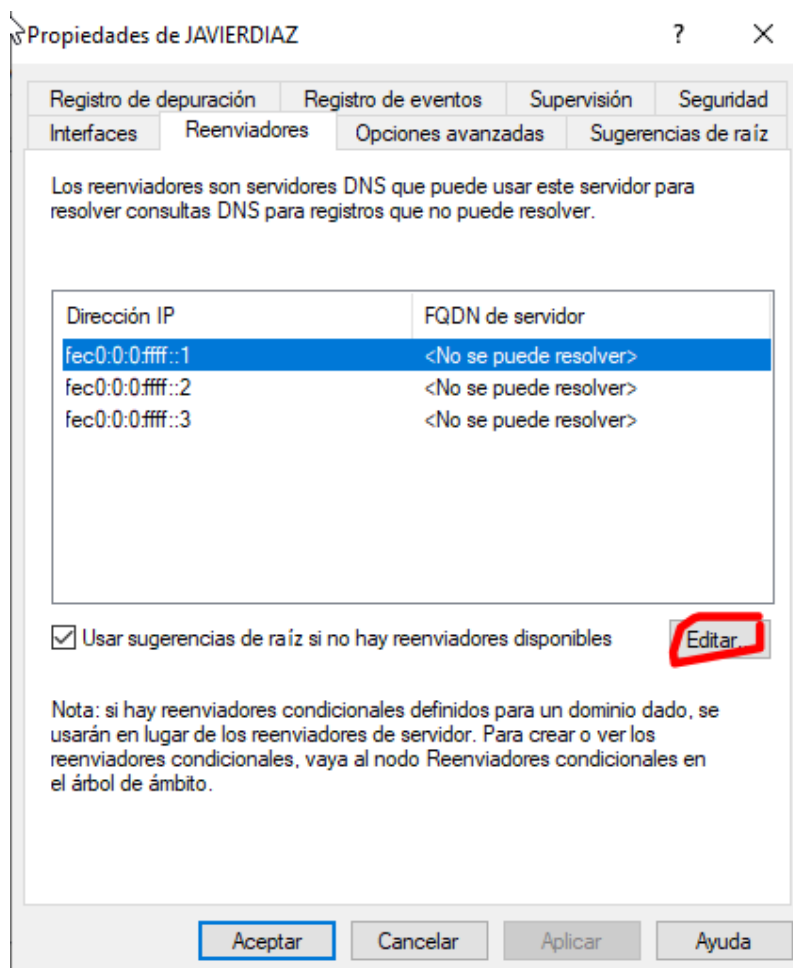 Propiedades de JAVIERDIAZ ? ×
Registro de depuración Registro de eventos Supervisión Seguridad
Interfaces Reenviadores Opciones avanzadas Sugerencias de raíz
Los reenviadores son servidores DNS que puede usar este servidor para
resolver consultas DNS para registros que no puede resolver.
Dirección IP FQDN de servidor
fec0:0:0:ffff::1 <No se puede resolver>
fec0:0:0:ffff::2 <No se puede resolver>
fec0:0:0:ffff::3 <No se puede resolver>
Usar sugerencias de raíz si no hay reenviadores disponibles Editar...
Nota: si hay reenviadores condicionales definidos para un dominio dado, se
usarán en lugar de los reenviadores de servidor. Para crear o ver los
reenviadores condicionales, vaya al nodo Reenviadores condicionales en
el árbol de ámbito.
Aceptar Cancelar Aplicar Ayuda